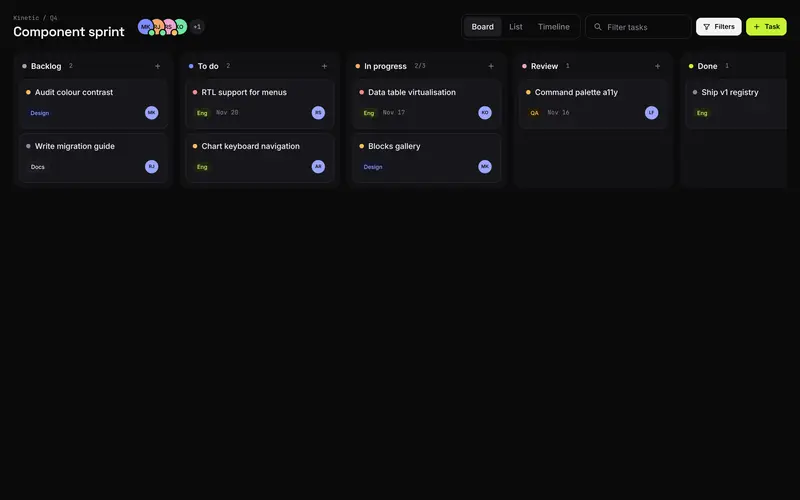 Kinetic / Q4
Component sprint
MK RJ RS KO +1
Board List Timeline
Filter tasks
Filters
+ Task
Backlog 2 +
Audit colour contrast
Design MK
Write migration guide
Docs RJ
To do 2 +
RTL support for menus
Eng Nov 20 RS
Chart keyboard navigation
Eng AR
In progress 2/3 +
Data table virtualisation
Eng Nov 17 KO
Blocks gallery
Design MK
Review 1 +
Command palette a11y
QA Nov 16 LF
Done 1
Ship v1 registry
Eng